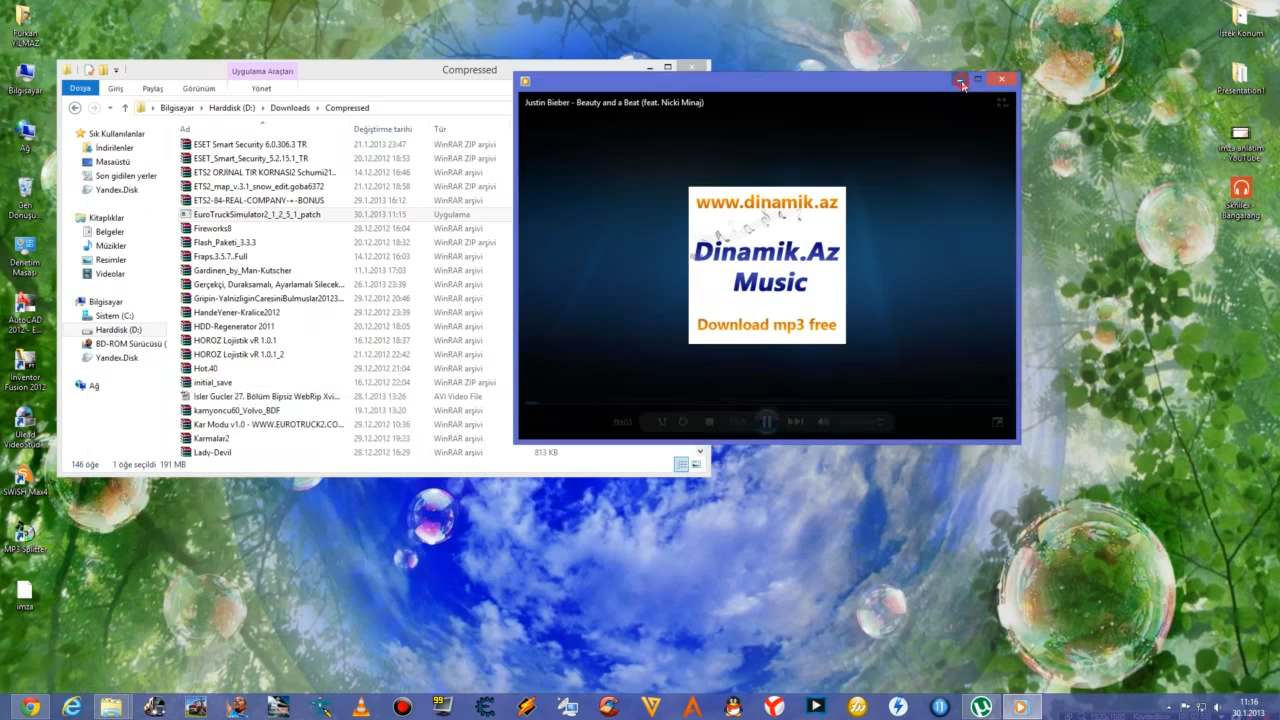 Furkan
YILMAZ
Bilgisayar
Ağ
Geri
Dönüşü...
Denetim
Masası
AutoCAD
2012 - E...
Inventor
Fusion 2012
Ulead
VideoStudi...
SWiSH Max4
MP3 Splitter
imza
Uygulama Araçları
Compressed
Dosya
Giriş
Paylaş
Görünüm
Yönet
Bilgisayar
Harddisk (D:)
Downloads
Compressed
Sık Kullanılanlar
İndirilenler
Masaüstü
Son gidilen yerler
Yandex.Disk
Kitaplıklar
Belgeler
Müzikler
Resimler
Videolar
Bilgisayar
Sistem (C:)
Harddisk (D:)
BD-ROM Sürücüsü (
Yandex.Disk
Ağ
Ad Değiştirme tarihi Tür
ESET Smart Security 6.0.306.3 TR 21.1.2013 23:47 WinRAR ZIP arşivi
ESET_Smart_Security_5.2.15.1_TR 20.12.2012 18:53 WinRAR ZIP arşivi
ETS2 ORJİNAL TIR KORNASI2 Schumi21... 14.12.2012 16:46 WinRAR ZIP arşivi
ETS2_map_v.3.1_snow_edit.goba6372 21.12.2012 18:58 WinRAR arşivi
ETS2-84-REAL-COMPANY-+-BONUS 29.1.2013 16:12 WinRAR arşivi
EuroTruckSimulator2_1_2_5_1_patch 30.1.2013 11:15 Uygulama
Fireworks8 28.12.2012 16:04 WinRAR arşivi
Flash_Paketi_3.3.3 20.12.2012 18:32 WinRAR ZIP arşivi
Fraps.3.5.7..Full 14.12.2012 16:03 WinRAR arşivi
Gardinen_by_Man-Kutscher 11.1.2013 17:03 WinRAR arşivi
Gerçekçi, Duraksamalı, Ayarlamalı Silecek... 26.1.2013 23:39 WinRAR arşivi
Gripin-YalnizliginCaresiniBulmuslar20123... 29.12.2012 20:46 WinRAR arşivi
HandeYener-Kralice2012 29.12.2012 23:39 WinRAR arşivi
HDD-Regenerator 2011 20.12.2012 18:05 WinRAR arşivi
HOROZ Lojistik vR 1.0.1 16.12.2012 18:37 WinRAR arşivi
HOROZ Lojistik vR 1.0.1_2 21.12.2012 22:42 WinRAR arşivi
Hot.40 29.12.2012 21:04 WinRAR arşivi
initial_save 16.12.2012 22:04 WinRAR ZIP arşivi
Isler Gucler 27. Bölüm Bipsiz WebRip Xvi... 28.1.2013 13:26 AVI Video File
kamyoncu60_Volvo_BDF 19.1.2013 13:20 WinRAR arşivi
Kar Modu v1.0 - WWW.EUROTRUCK2.CO... 29.12.2012 10:36 WinRAR arşivi
Karmalar2 29.12.2012 19:23 WinRAR arşivi
Lady-Devil 28.12.2012 16:29 WinRAR arşivi 813 KB
146 öğe 1 öğe seçildi 191 MB
Justin Bieber - Beauty and a Beat (feat. Nicki Minaj)
www.dinamik.az
Dinamik.Az
Music
Download mp3 free
00:03
İstek Konum
Presentation1
imza anlatım
- YouTube
Skrillex -
Bangarang
99
11:16
30.1.2013